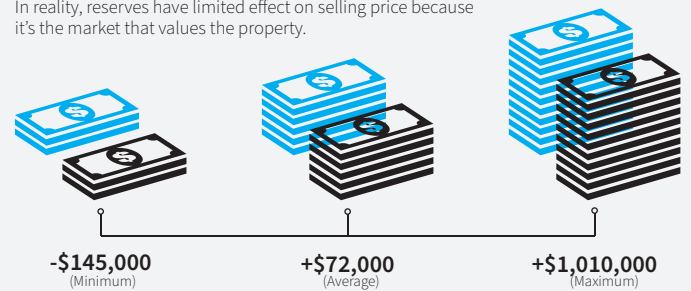 In reality, reserves have limited effect on selling price because
it's the market that values the property.
-$145,000
(Minimum)
+$72,000
(Average)
+$1,010,000
(Maximum)